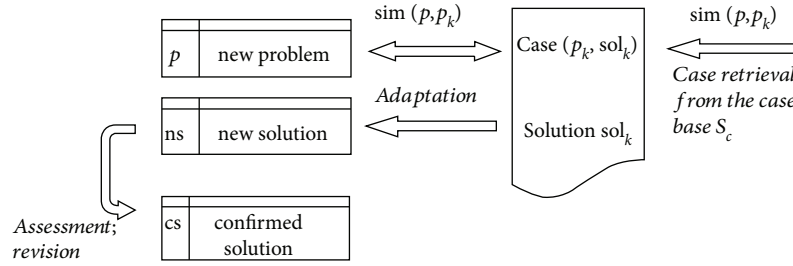 sim (p,pk)
sim (p,pk)
p new problem
Case (pk, solk)
Case retrieval
from the case
base Sc
Adaptation
ns new solution
Solution solk
Assessment;
revision
cs confirmed
solution